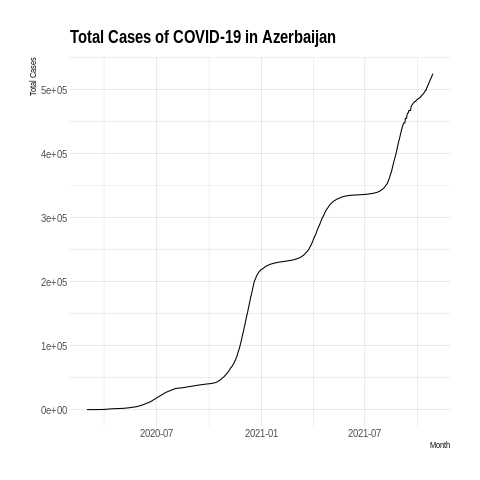 Total Cases of COVID-19 in Azerbaijan
Total Cases
5e+05
4e+05
3e+05
2e+05
1e+05
0e+00
2020-07 2021-01 2021-07
Month